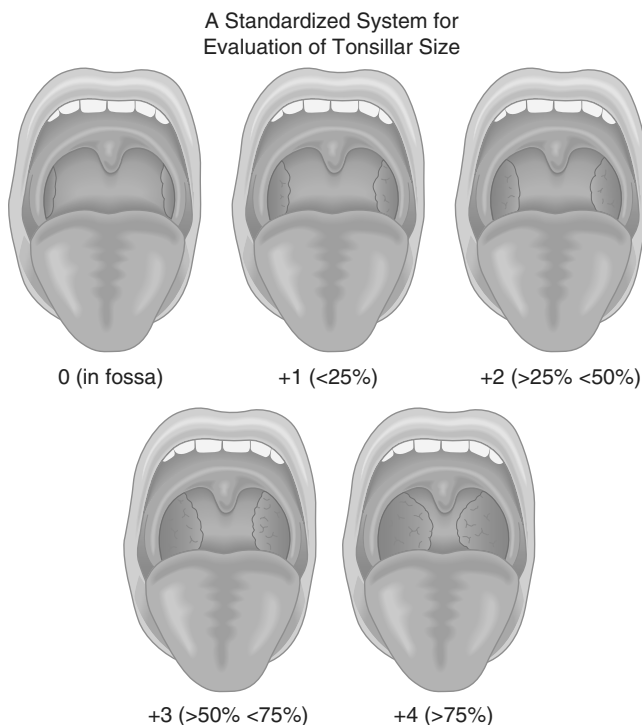 A Standardized System for
Evaluation of Tonsillar Size
0 (in fossa)
+1 (<25%)
+2 (>25% <50%)
+3 (>50% <75%)
+4 (>75%)